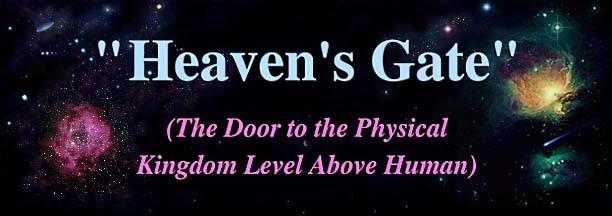 "Heaven's Gate"
(The Door to the Physical
Kingdom Level Above Human)